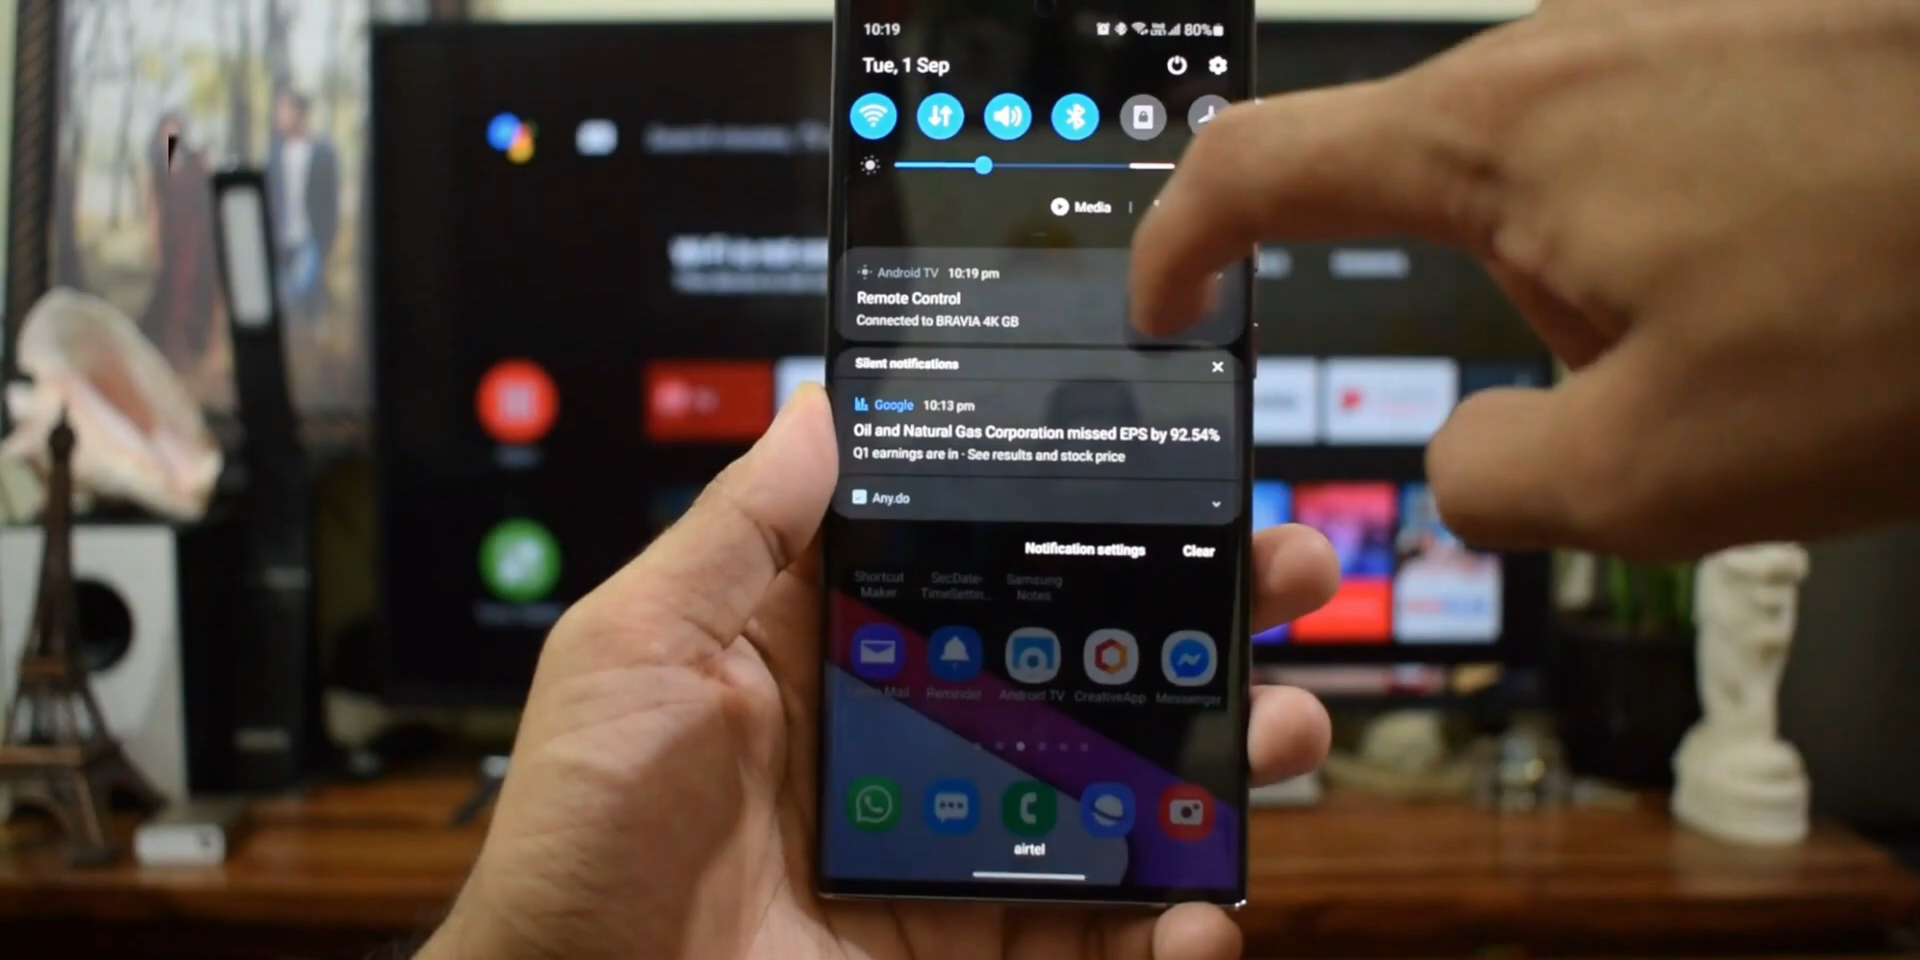 10:19 80%
Tue, 1 Sep
Media
Android TV 10:19 pm
Remote Control
Connected to BRAVIA 4K GB
Silent notifications
Google 10:13 pm
Oil and Natural Gas Corporation missed EPS by 92.54%
Q1 earnings are in · See results and stock price
Any.do
Notification settings Clear
Shortcut Maker
SecDate-TimeSettin...
Samsung Notes
Mail Reminder Android TV CreativeApp Messenger
airtel